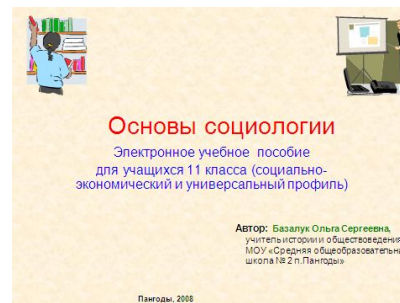 Основы социологии
Электронное учебное пособие
для учащихся 11 класса (социально-
экономический и универсальный профиль)
Автор: Базалук Ольга Сергеевна,
учитель истории и обществоведения
МОУ «Средняя общеобразовательна
школа № 2 п.Пангоды»
Пангоды, 2008